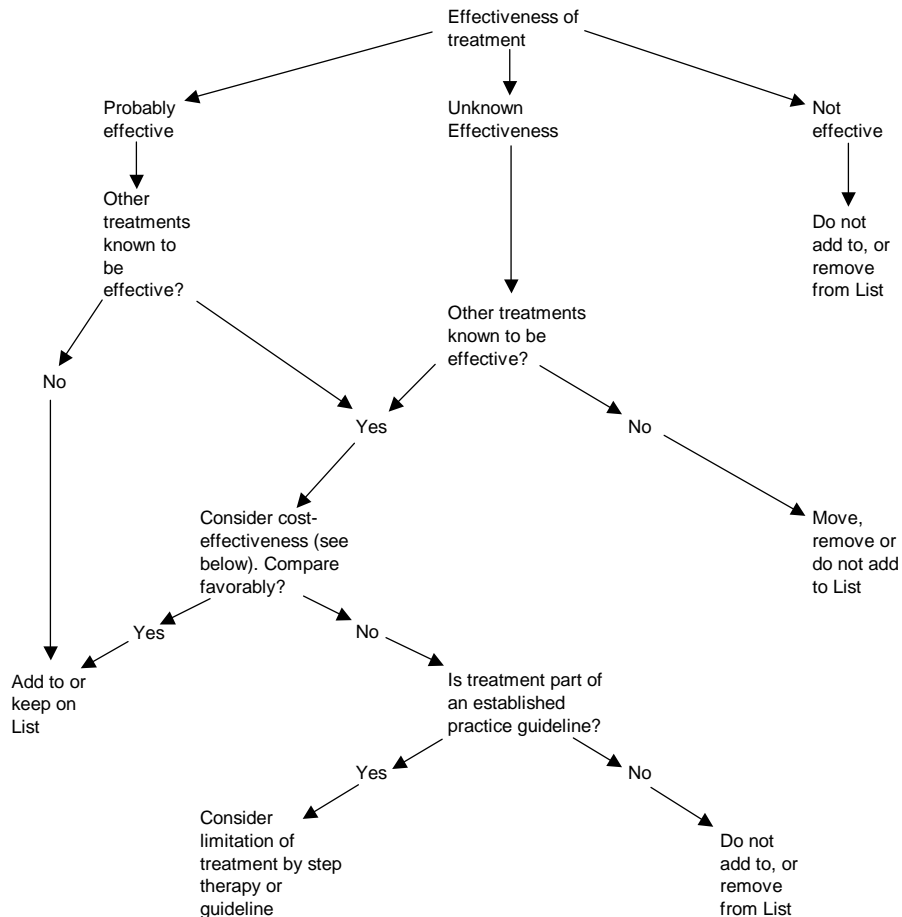 Effectiveness of
treatment
Probably
effective
Unknown
Effectiveness
Not
effective
Other
treatments
known to
be
effective?
Do not
add to, or
remove
from List
Other treatments
known to be
effective?
No
Yes
No
Consider cost-
effectiveness (see
below). Compare
favorably?
Move,
remove or
do not add
to List
Yes
No
Add to or
keep on
List
Is treatment part of
an established
practice guideline?
Yes
No
Consider
limitation of
treatment by step
therapy or
guideline
Do not
add to, or
remove
from List